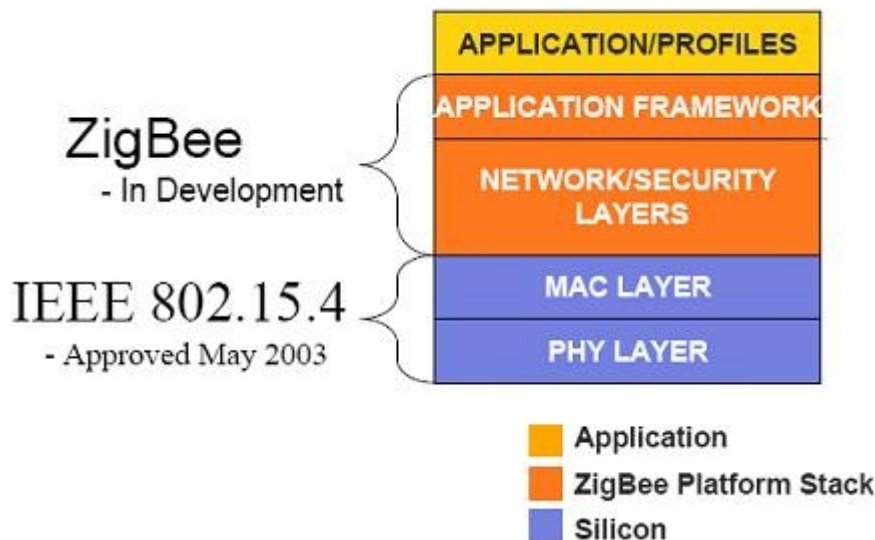 APPLICATION/PROFILES
APPLICATION FRAMEWORK
ZigBee
- In Development
NETWORK/SECURITY
LAYERS
IEEE 802.15.4
- Approved May 2003
MAC LAYER
PHY LAYER
Application
ZigBee Platform Stack
Silicon